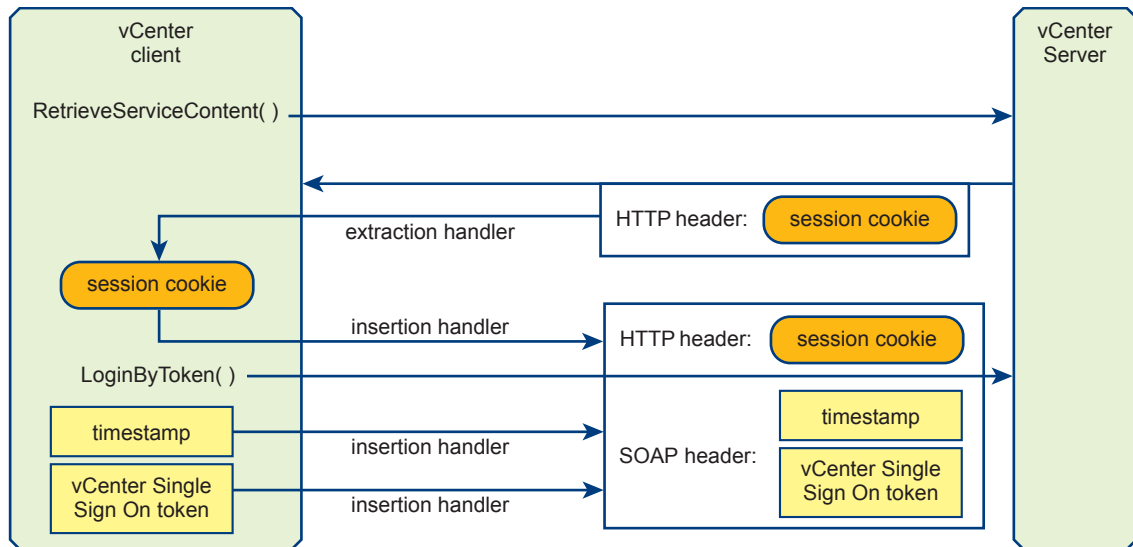 vCenter
client
vCenter
Server
RetrieveServiceContent( )
HTTP header:
session cookie
extraction handler
session cookie
insertion handler
HTTP header:
session cookie
LoginByToken( )
timestamp
insertion handler
SOAP header:
timestamp
vCenter Single
Sign On token
insertion handler
vCenter Single
Sign On token